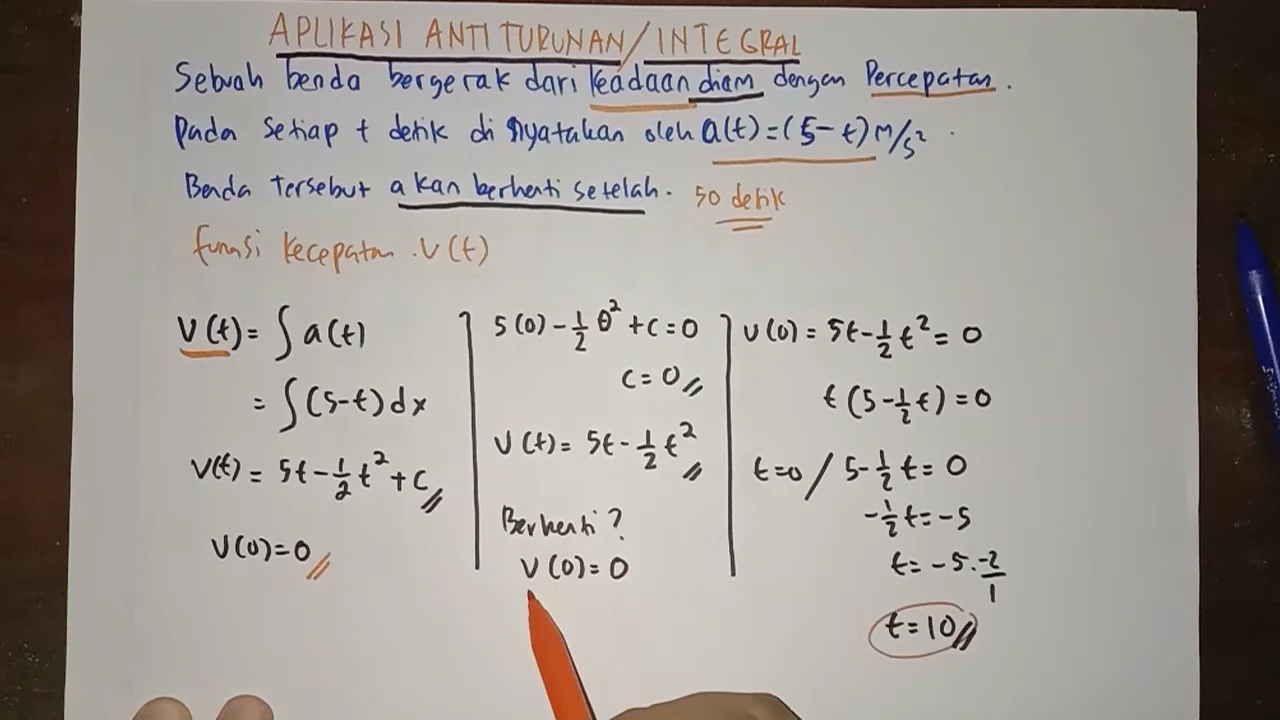 APLIKASI ANTI TURUNAN/INTEGRAL
Sebuah benda bergerak dari keadaan diam dengan Percepatan.
Pada setiap t detik di nyatakan oleh a(t)=(5-t)m/s²
Benda tersebut akan berhenti setelah. 50 detik
fungsi kecepatan. V(t)
V(t)= ∫ a(t)
= ∫(5-t)dx
V(t)= 5t-1/2 t²+C
V(0)=0
5(0)-1/2 0²+C=0
C=0
V(t)= 5t-1/2 t²
Berhenti?
V(0)=0
V(0)=5t-1/2 t²=0
t(5-1/2 t)=0
t=0/5-1/2 t=0
-1/2 t=-5
t=-5.-2/1
t=10